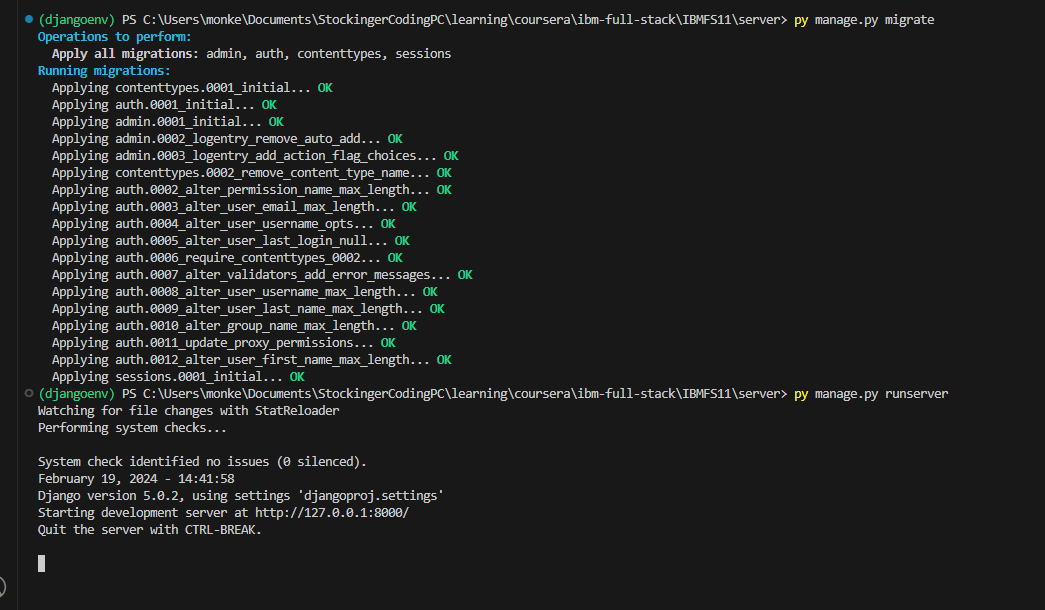 (djangoenv) PS C:\Users\monke\Documents\StockingerCodingPC\learning\coursera\ibm-full-stack\IBMFS11\server> py manage.py migrate
Operations to perform:
  Apply all migrations: admin, auth, contenttypes, sessions
Running migrations:
  Applying contenttypes.0001_initial... OK
  Applying auth.0001_initial... OK
  Applying admin.0001_initial... OK
  Applying admin.0002_logentry_remove_auto_add... OK
  Applying admin.0003_logentry_add_action_flag_choices... OK
  Applying contenttypes.0002_remove_content_type_name... OK
  Applying auth.0002_alter_permission_name_max_length... OK
  Applying auth.0003_alter_user_email_max_length... OK
  Applying auth.0004_alter_user_username_opts... OK
  Applying auth.0005_alter_user_last_login_null... OK
  Applying auth.0006_require_contenttypes_0002... OK
  Applying auth.0007_alter_validators_add_error_messages... OK
  Applying auth.0008_alter_user_username_max_length... OK
  Applying auth.0009_alter_user_last_name_max_length... OK
  Applying auth.0010_alter_group_name_max_length... OK
  Applying auth.0011_update_proxy_permissions... OK
  Applying auth.0012_alter_user_first_name_max_length... OK
  Applying sessions.0001_initial... OK
(djangoenv) PS C:\Users\monke\Documents\StockingerCodingPC\learning\coursera\ibm-full-stack\IBMFS11\server> py manage.py runserver
Watching for file changes with StatReloader
Performing system checks...

System check identified no issues (0 silenced).
February 19, 2024 - 14:41:58
Django version 5.0.2, using settings 'djangoproj.settings'
Starting development server at http://127.0.0.1:8000/
Quit the server with CTRL-BREAK.